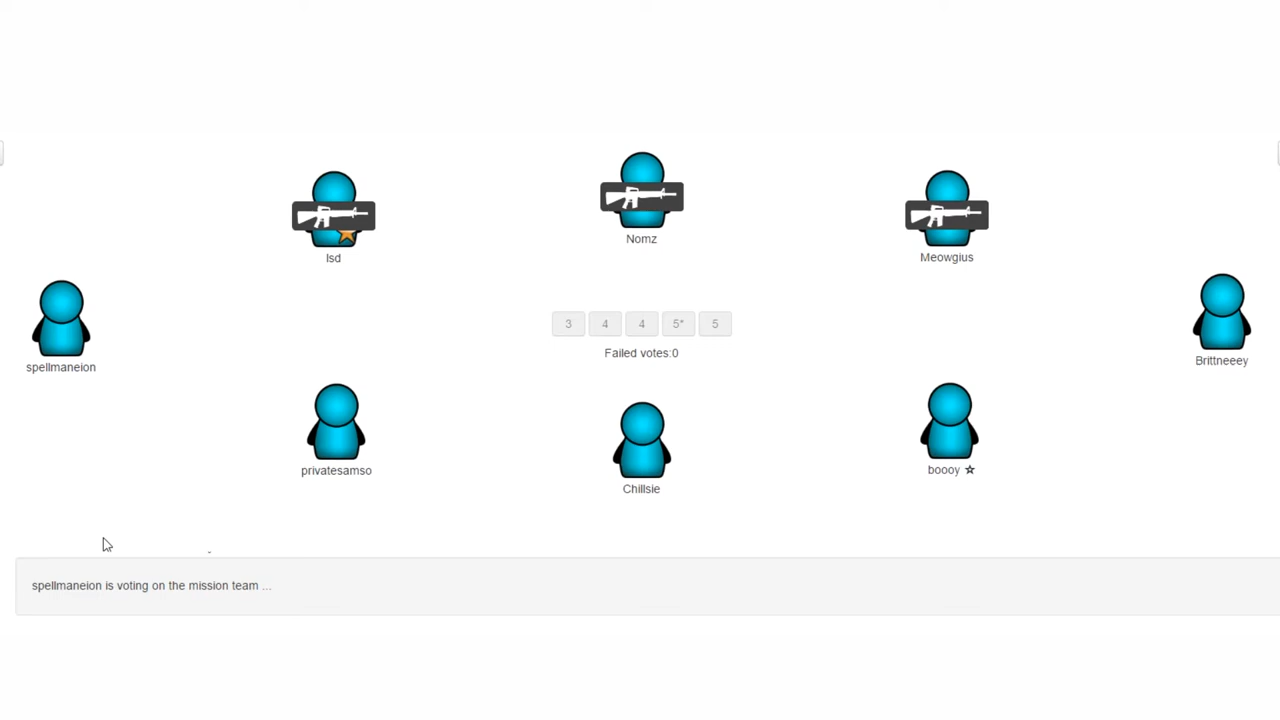 Nomz
lsd
Meowgius
3 4 4 5* 5
Failed votes:0
spellmaneion
Brittneeey
privatesamso
boooy
Chillsie
spellmaneion is voting on the mission team ...